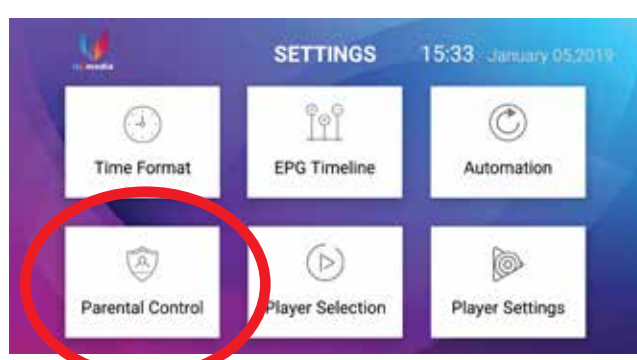 SETTINGS 15:33 January 05,2019
Time Format EPG Timeline Automation
Parental Control Player Selection Player Settings